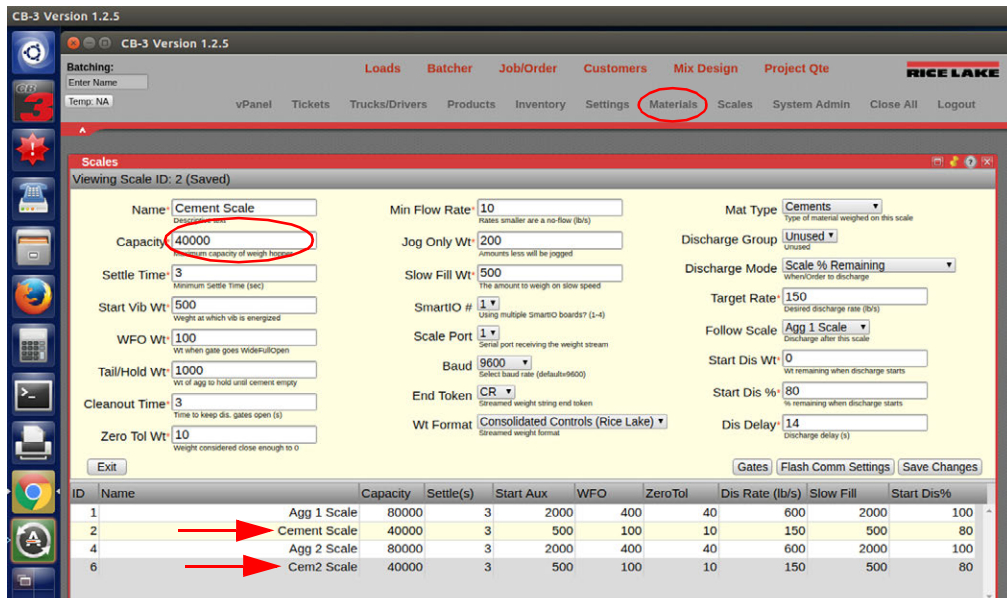 CB-3 Version 1.2.5
CB-3 Version 1.2.5
Batching:
Enter Name
Temp: NA
Loads Batcher Job/Order Customers Mix Design Project Qte
RICE LAKE
vPanel Tickets Trucks/Drivers Products Inventory Settings Materials Scales System Admin Close All Logout
Scales
Viewing Scale ID: 2 (Saved)
Name* Cement Scale
Descriptive text
Capacity* 40000
Maximum capacity of weigh hopper
Settle Time* 3
Minimum Settle Time (sec)
Start Vib Wt* 500
Weght at which vib is energized
WFO Wt* 100
Wt when gate goes WideFullOpen
Tail/Hold Wt* 1000
Wt of agg to hold until cement empty
Cleanout Time* 3
Time to keep dis. gates open (s)
Zero Tol Wt* 10
Weight considered close enough to 0
Min Flow Rate* 10
Rates smaller are a no-flow (lb/s)
Jog Only Wt* 200
Amounts less will be jogged
Slow Fill Wt* 500
The amount to weigh on slow speed
SmartIO # 1
Using multiple SmartIO boards? (1-4)
Scale Port 1
Serial port receiving the weight stream
Baud 9600
Select baud rate (default=9600)
End Token CR
Streamed weight string end token
Wt Format Consolidated Controls (Rice Lake)
Streamed weight format
Mat Type Cements
Type of material weighed on this scale
Discharge Group Unused
Unused
Discharge Mode Scale % Remaining
When/Order to discharge
Target Rate* 150
Desired discharge rate (lb/s)
Follow Scale Agg 1 Scale
Discharge after this scale
Start Dis Wt* 0
Wt remaining when discharge starts
Start Dis %* 80
% remaining when discharge starts
Dis Delay* 14
Discharge delay (s)
Exit Gates Flash Comm Settings Save Changes
ID Name Capacity Settle(s) Start Aux WFO ZeroTol Dis Rate (lb/s) Slow Fill Start Dis%
1 Agg 1 Scale 80000 3 2000 400 40 600 2000 100
2 Cement Scale 40000 3 500 100 10 150 500 80
4 Agg 2 Scale 80000 3 2000 400 40 600 2000 100
6 Cem2 Scale 40000 3 500 100 10 150 500 80